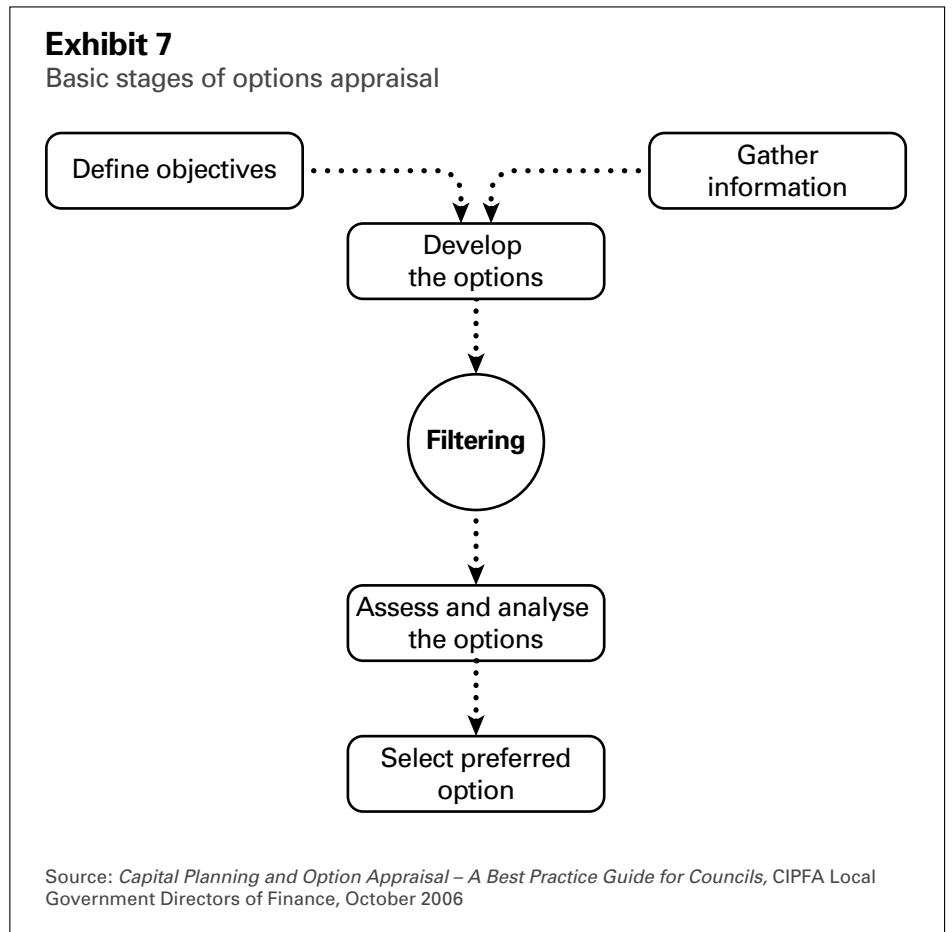 Exhibit 7
Basic stages of options appraisal
Define objectives
Gather
information
Develop
the options
Filtering
Assess and analyse
the options
Select preferred
option
Source: Capital Planning and Option Appraisal – A Best Practice Guide for Councils, CIPFA Local
Government Directors of Finance, October 2006